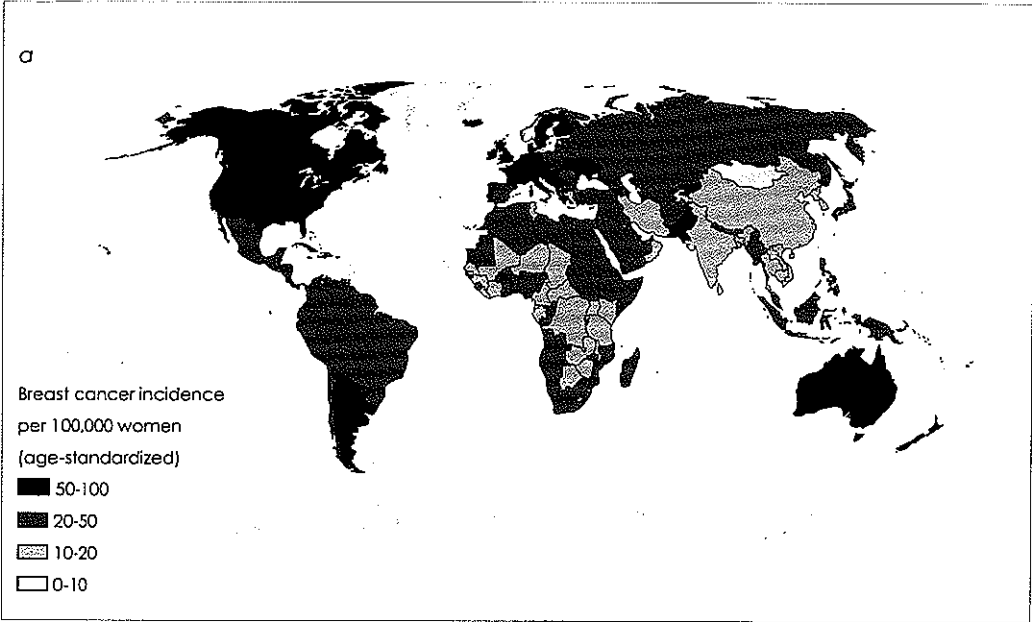 a
Breast cancer incidence
per 100,000 women
(age-standardized)
50-100
20-50
10-20
0-10